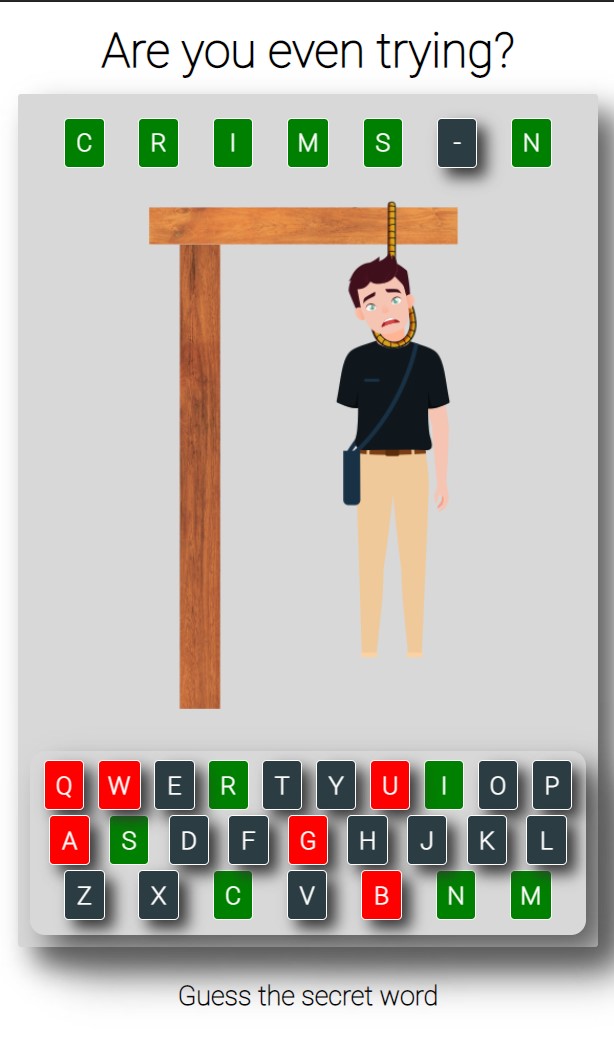 Are you even trying?
C R I M S - N
Q W E R T Y U I O P
A S D F G H J K L
Z X C V B N M
Guess the secret word